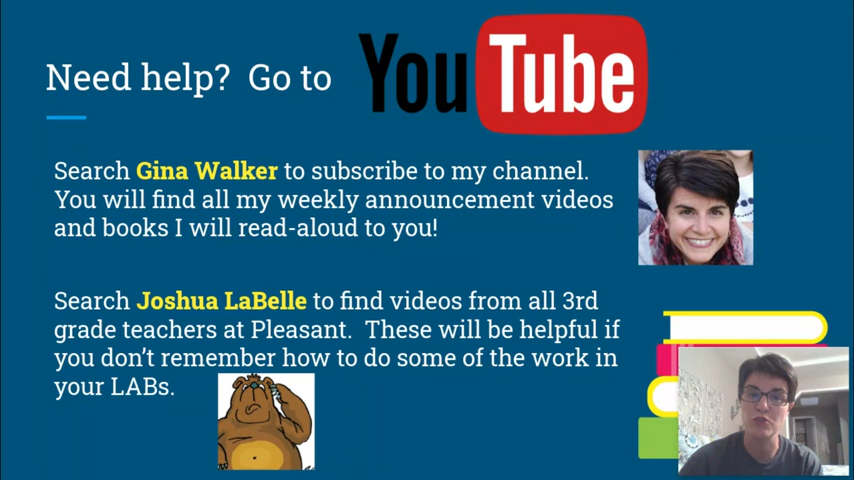 Need help?  Go to YouTube
Search Gina Walker to subscribe to my channel.
You will find all my weekly announcement videos
and books I will read-aloud to you!
Search Joshua LaBelle to find videos from all 3rd
grade teachers at Pleasant.  These will be helpful if
you don't remember how to do some of the work in
your LABs.